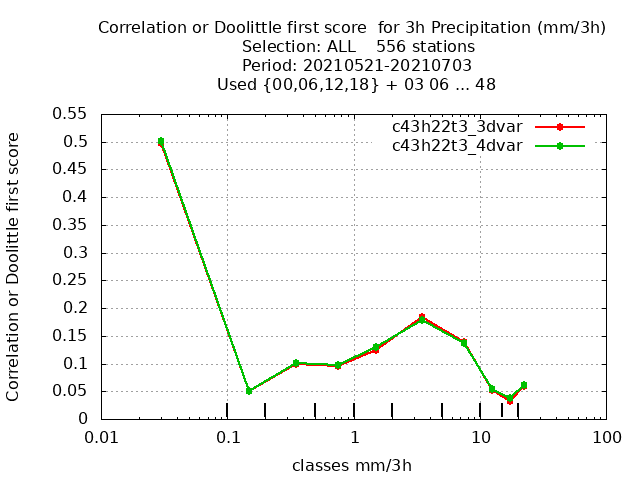 Correlation or Doolittle first score  for 3h Precipitation (mm/3h)
Selection: ALL    556 stations
Period: 20210521-20210703
Used {00,06,12,18} + 03 06 ... 48
c43h22t3_3dvar
c43h22t3_4dvar
Correlation or Doolittle first score
0.55
0.5
0.45
0.4
0.35
0.3
0.25
0.2
0.15
0.1
0.05
0
0.01 0.1 1 10 100
classes mm/3h